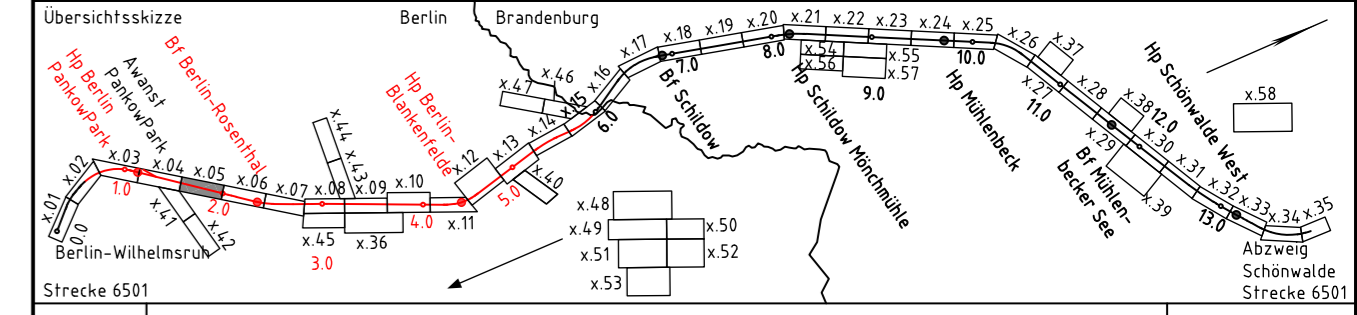 Übersichtsskizze
Berlin
Brandenburg
Hp Berlin
PankowPark
Awanst
PankowPark
Bf Berlin-Rosenthal
Hp Berlin-
Blankenfelde
Bf Schildow
Hp Schildow Mönchmühle
Hp Mühlenbeck
Bf Mühlen-
becker See
Hp Schönwalde West
x.01
x.02
x.03
x.04
x.05
x.06
x.07
x.08
x.09
x.10
x.11
x.12
x.13
x.14
x.15
x.16
x.17
x.18
x.19
x.20
x.21
x.22
x.23
x.24
x.25
x.26
x.27
x.28
x.29
x.30
x.31
x.32
x.33
x.34
x.35
x.36
x.37
x.38
x.39
x.40
x.41
x.42
x.43
x.44
x.45
x.46
x.47
x.48
x.49
x.50
x.51
x.52
x.53
x.54
x.55
x.56
x.57
x.58
0.0
1.0
2.0
3.0
4.0
5.0
6.0
7.0
8.0
9.0
10.0
11.0
12.0
13.0
Berlin-Wilhelmsruh
Strecke 6501
Abzweig
Schönwalde
Strecke 6501